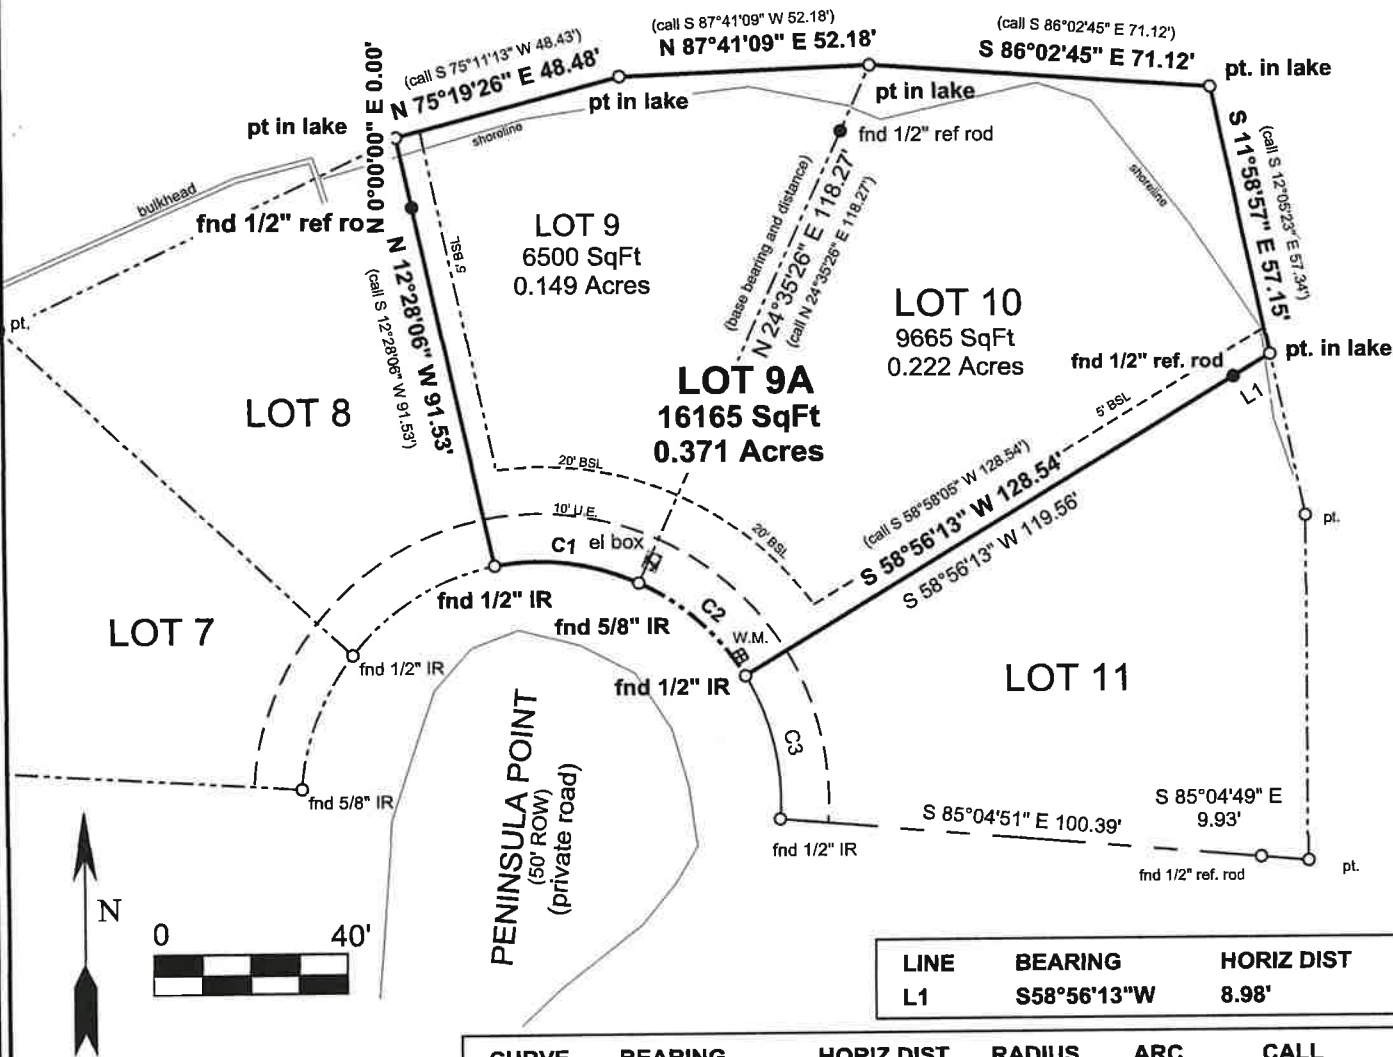 (call S 75°11'13" W 48.43')
N 75°19'26" E 48.48'
(call S 87°41'09" W 52.18')
N 87°41'09" E 52.18'
(call S 86°02'45" E 71.12')
S 86°02'45" E 71.12'
pt in lake
N 0°00'00" E 0.00'
pt in lake
pt in lake
pt. in lake
shoreline
fnd 1/2" ref rod
bulkhead
fnd 1/2" ref ro
S 11°58'57" E 57.15'
(call S 12°05'23" E 57.34')
shoreline
N 12°28'06" W 91.53'
(call S 12°28'06" W 91.53')
5' BSL
LOT 9
6500 SqFt
0.149 Acres
(base bearing and distance)
N 24°35'26" E 118.27'
(call N 24°35'26" E 118.27')
LOT 10
9665 SqFt
0.222 Acres
pt.
fnd 1/2" ref. rod
pt. in lake
L1
5' BSL
LOT 9A
16165 SqFt
0.371 Acres
LOT 8
20' BSL
10' U.E.
20' BSL
(call S 58°58'05" W 128.54')
S 58°56'13" W 128.54'
S 58°56'13" W 119.56'
pt.
C1
el box
C2
W.M.
fnd 1/2" IR
fnd 5/8" IR
LOT 7
fnd 1/2" IR
fnd 1/2" IR
LOT 11
C3
fnd 5/8" IR
PENINSULA POINT
(50' ROW)
(private road)
S 85°04'51" E 100.39'
S 85°04'49" E
9.93'
fnd 1/2" IR
fnd 1/2" ref. rod
pt.
N
0 40'
LINE BEARING HORIZ DIST
L1 S58°56'13"W 8.98'
CURVE BEARING HORIZ DIST RADIUS ARC CALL